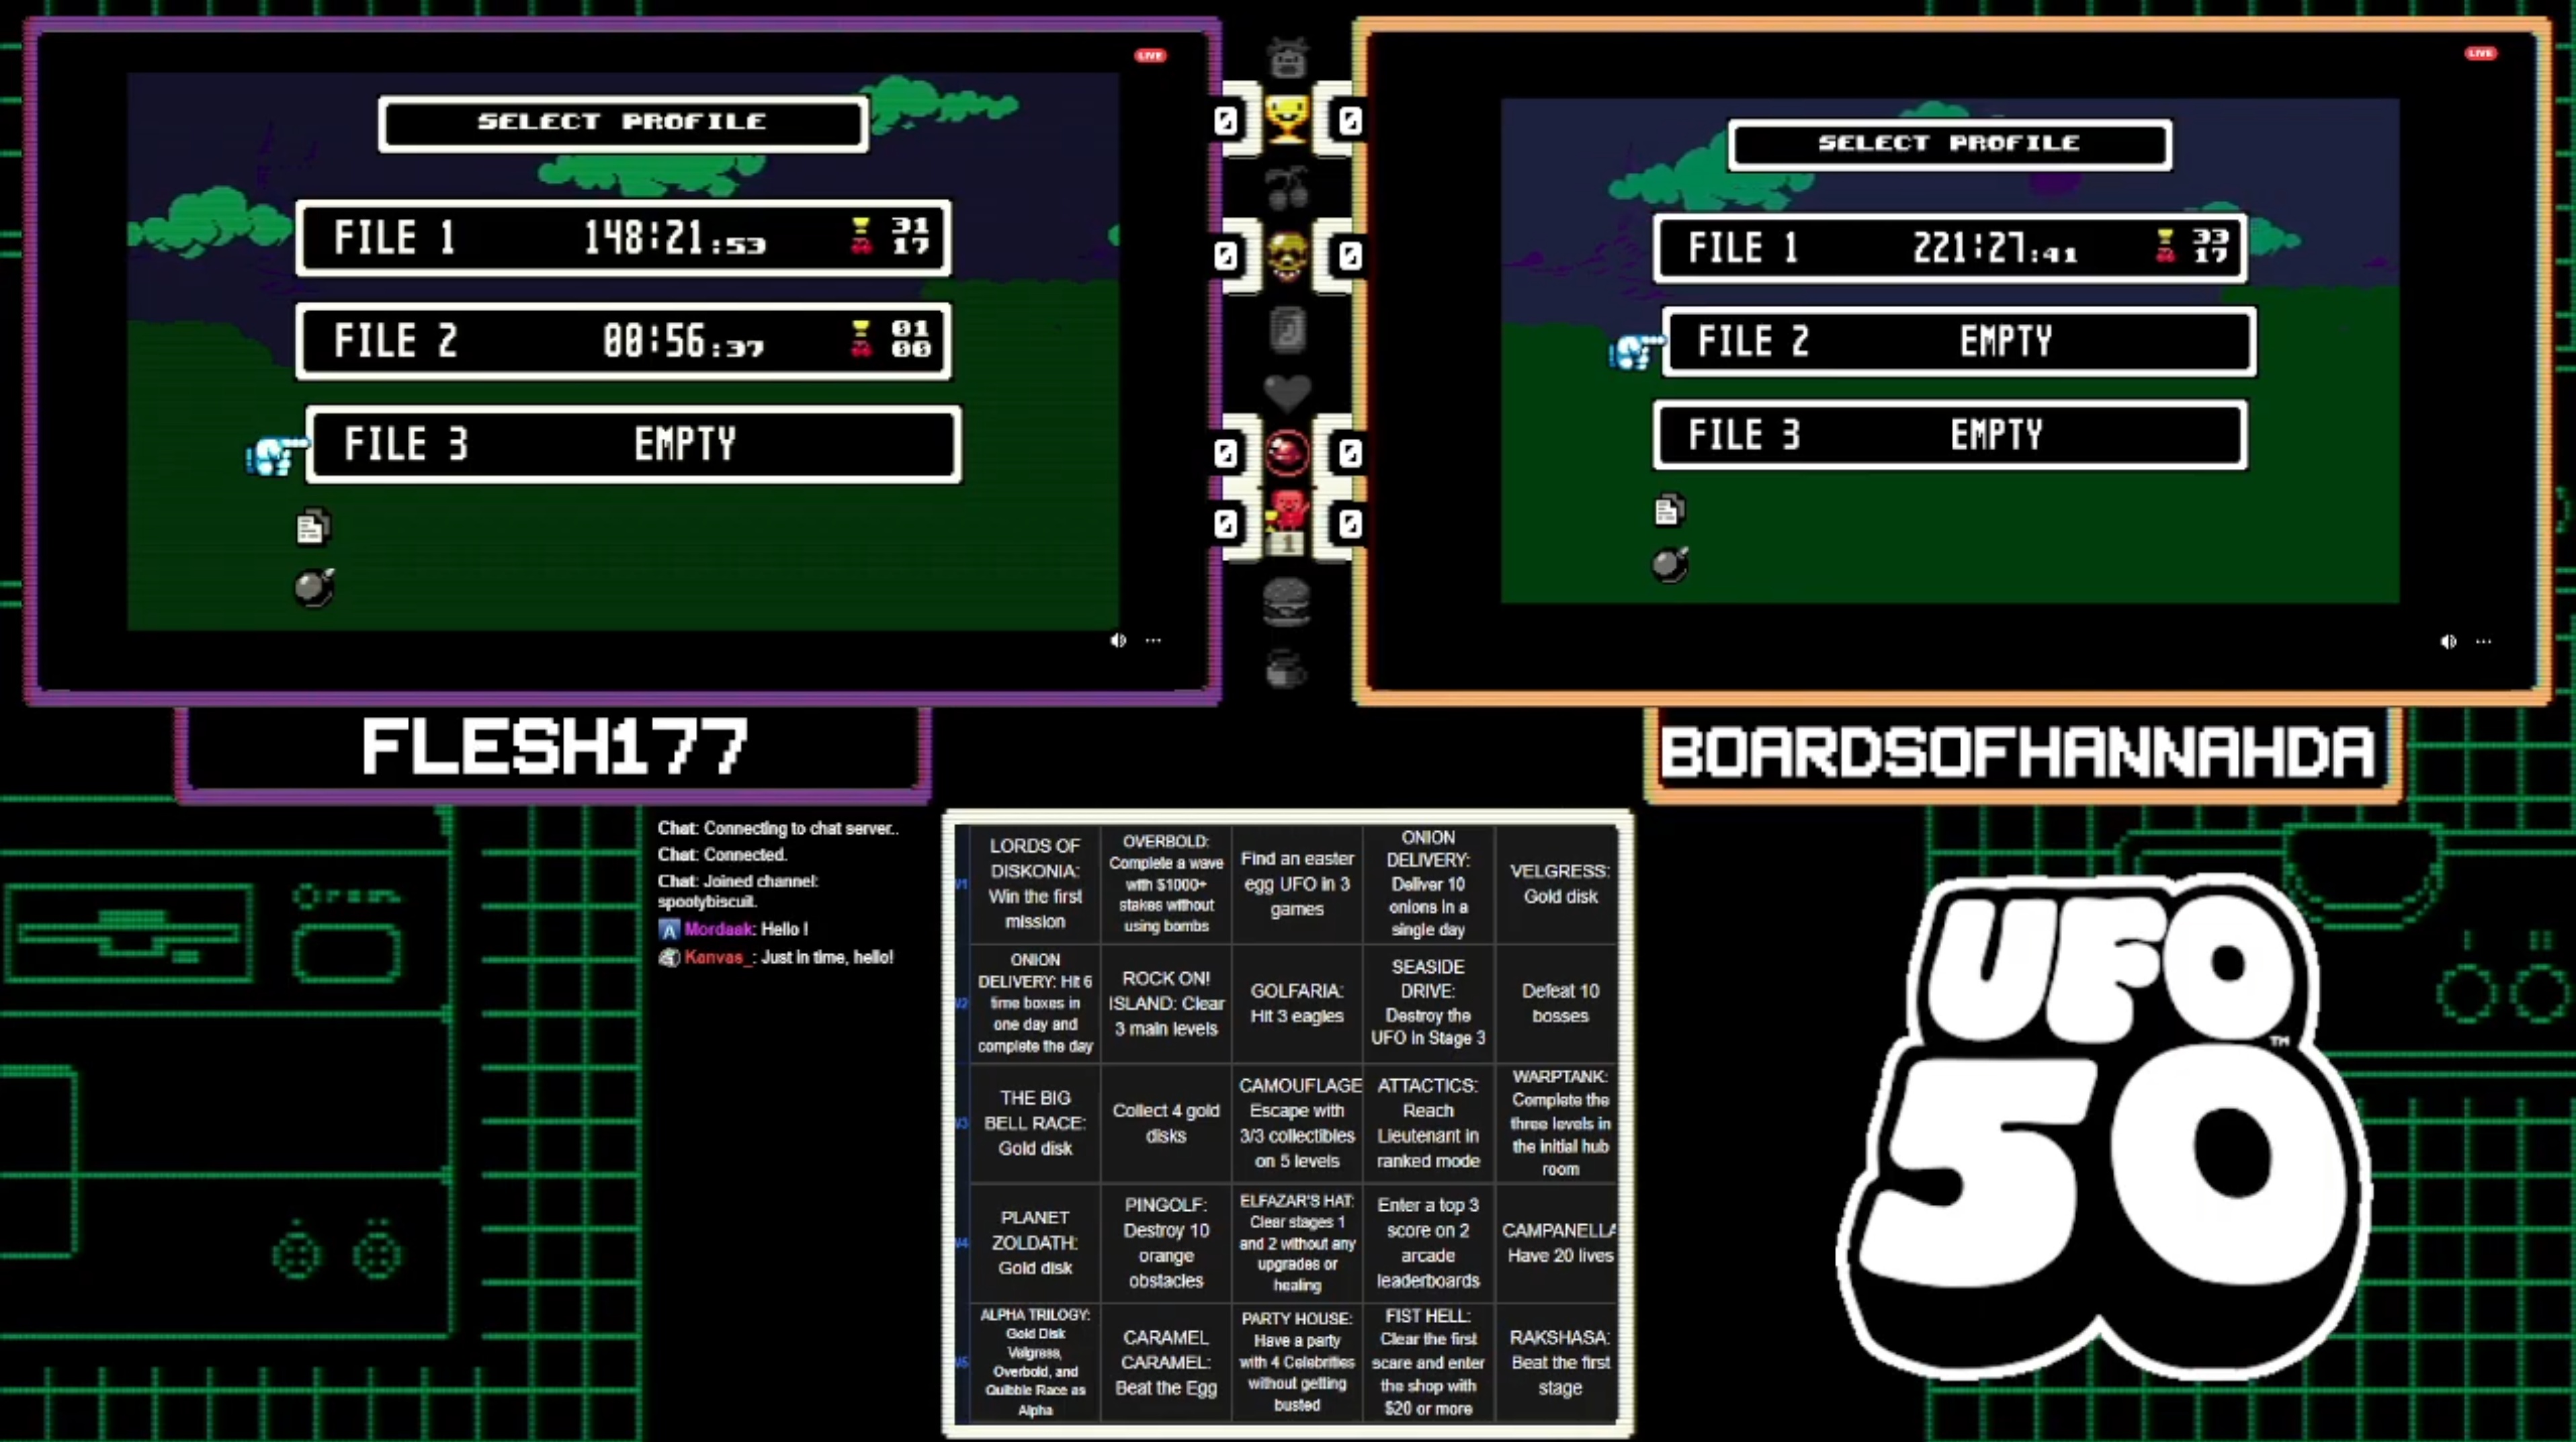 LIVE
SELECT PROFILE
FILE 1 148:21:53 31 17
FILE 2 00:56:37 01 00
FILE 3 EMPTY
0 0
0 0
0 0
0 0
1
LIVE
SELECT PROFILE
FILE 1 221:27:41 33 17
FILE 2 EMPTY
FILE 3 EMPTY
FLESH177
BOARDSOFHANNAHDA
Chat: Connecting to chat server..
Chat: Connected.
Chat: Joined channel:
spootybiscuit.
Mordaak: Hello !
Kanvas_: Just in time, hello!
LORDS OF
DISKONIA:
Win the first
mission
OVERBOLD:
Complete a wave
with $1000+
stakes without
using bombs
Find an easter
egg UFO in 3
games
ONION
DELIVERY:
Deliver 10
onions in a
single day
VELGRESS:
Gold disk
ONION
DELIVERY: Hit 6
time boxes in
one day and
complete the day
ROCK ON!
ISLAND: Clear
3 main levels
GOLFARIA:
Hit 3 eagles
SEASIDE
DRIVE:
Destroy the
UFO in Stage 3
Defeat 10
bosses
THE BIG
BELL RACE:
Gold disk
Collect 4 gold
disks
CAMOUFLAGE
Escape with
3/3 collectibles
on 5 levels
ATTACTICS:
Reach
Lieutenant in
ranked mode
WARPTANK:
Complete the
three levels in
the initial hub
room
PLANET
ZOLDATH:
Gold disk
PINGOLF:
Destroy 10
orange
obstacles
ELFAZAR'S HAT:
Clear stages 1
and 2 without any
upgrades or
healing
Enter a top 3
score on 2
arcade
leaderboards
CAMPANELLA
Have 20 lives
ALPHA TRILOGY:
Gold Disk
Velgress,
Overbold, and
Quibble Race as
Alpha
CARAMEL
CARAMEL:
Beat the Egg
PARTY HOUSE:
Have a party
with 4 Celebrities
without getting
busted
FIST HELL:
Clear the first
scare and enter
the shop with
$20 or more
RAKSHASA:
Beat the first
stage
UFO
50
TM